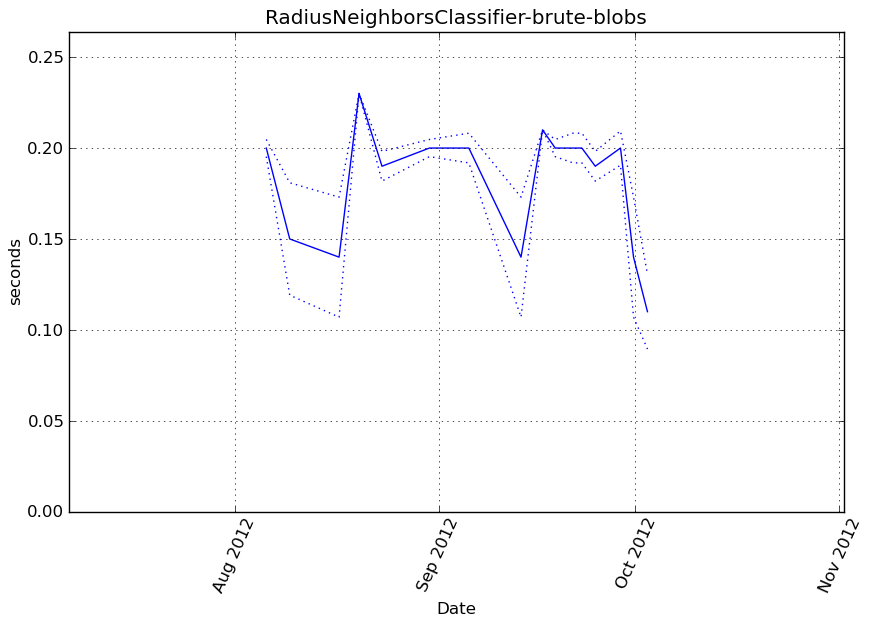 RadiusNeighborsClassifier-brute-blobs
0.25
0.20
0.15
0.10
0.05
0.00
seconds
Aug 2012
Sep 2012
Oct 2012
Nov 2012
Date